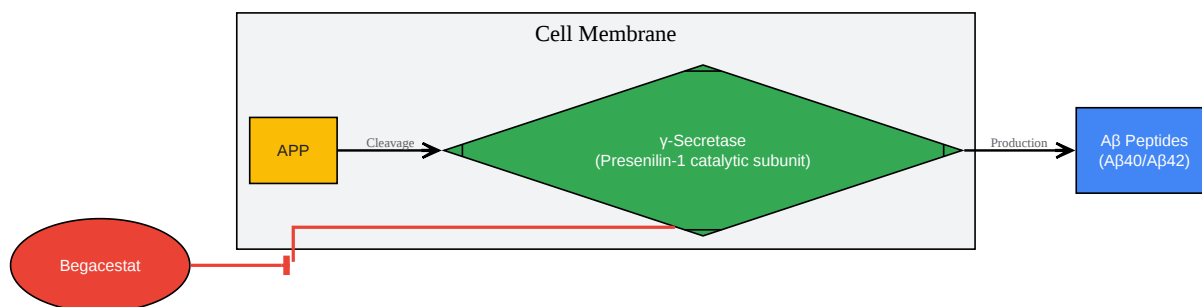 Cell Membrane
APP
Cleavage
γ-Secretase
(Presenilin-1 catalytic subunit)
Production
Aβ Peptides
(Aβ40/Aβ42)
Begacestat